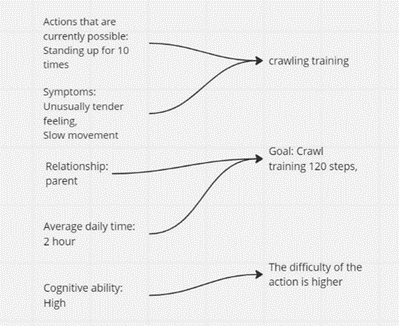 Actions that are
currently possible:
Standing up for 10
times
crawling training
Symptoms:
Unusually tender
feeling,
Slow movement
Relationship:
parent
Goal: Crawl
training 120 steps,
Average daily time:
2 hour
Cognitive ability:
High
The difficulty of the
action is higher